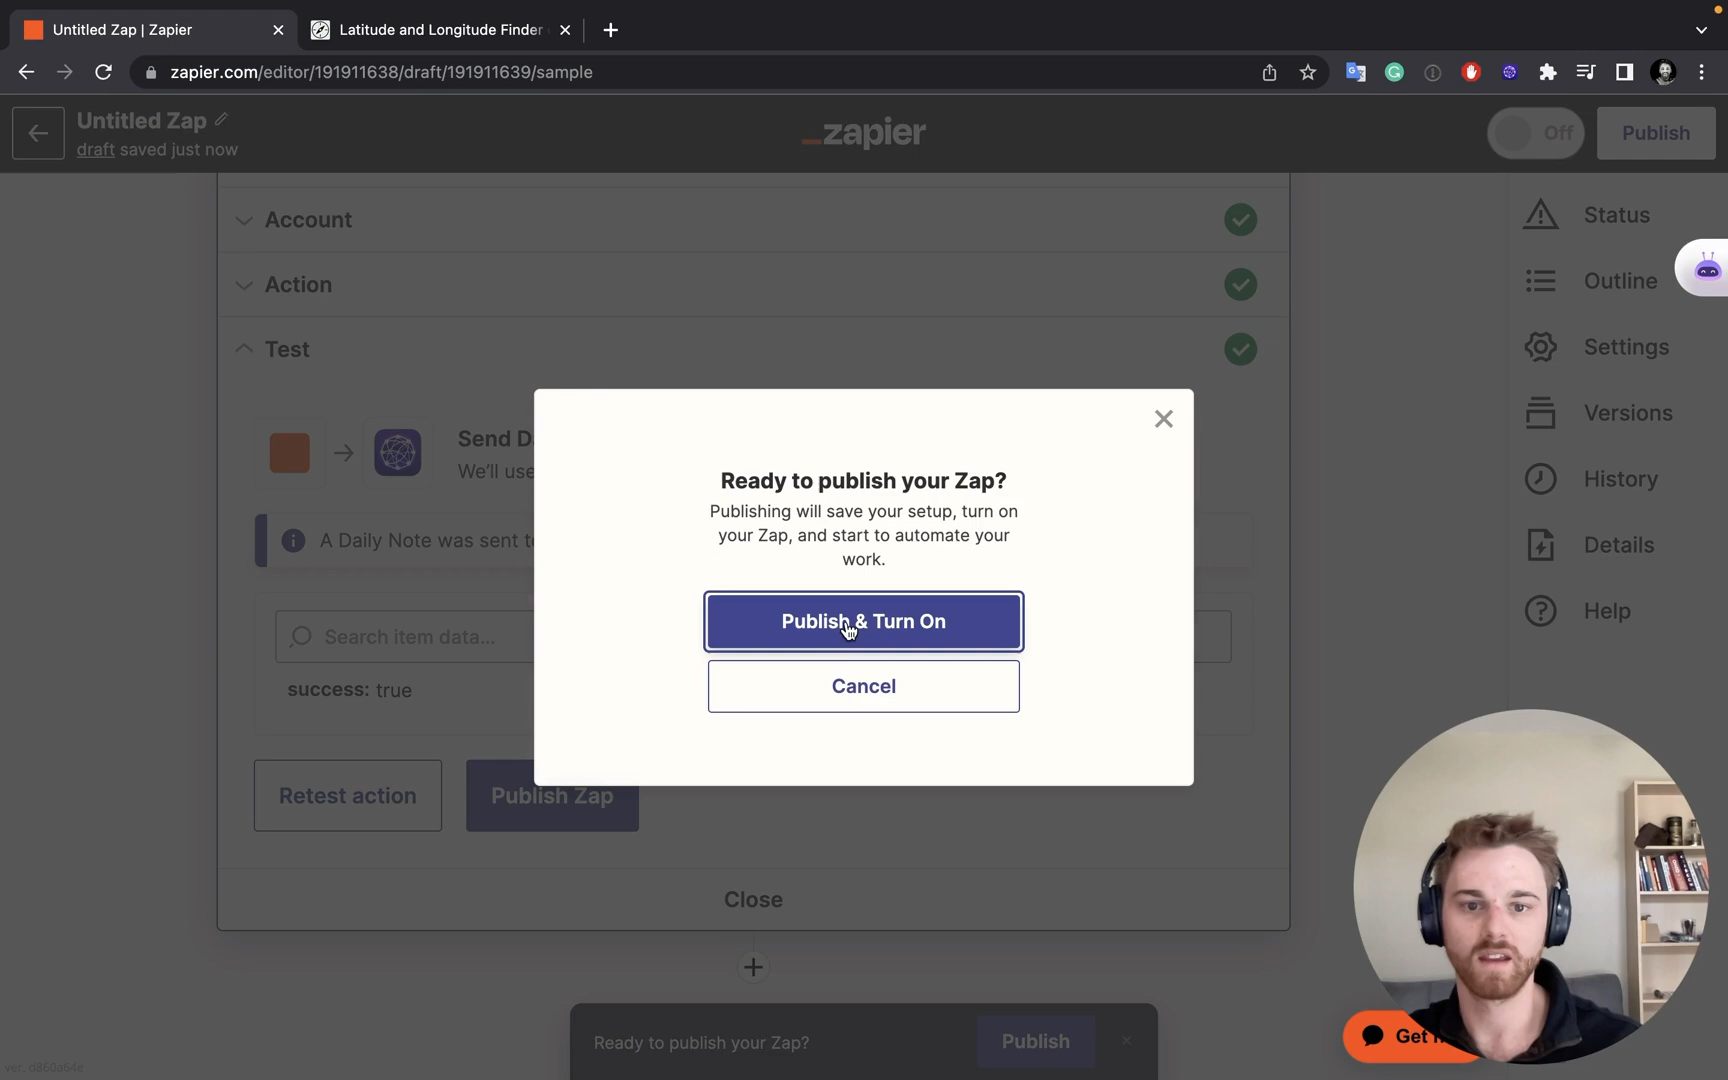 Untitled Zap | Zapier
Latitude and Longitude Finder
zapier.com/editor/191911638/draft/191911639/sample
Untitled Zap
draft saved just now
_zapier
Off
Publish
Account
Action
Test
Send D
We'll use
A Daily Note was sent t
Search item data...
success: true
Retest action
Publish Zap
Close
Ready to publish your Zap?
Publishing will save your setup, turn on
your Zap, and start to automate your
work.
Publish & Turn On
Cancel
Status
Outline
Settings
Versions
History
Details
Help
Ready to publish your Zap?
Publish
Get
ver. d860a64e